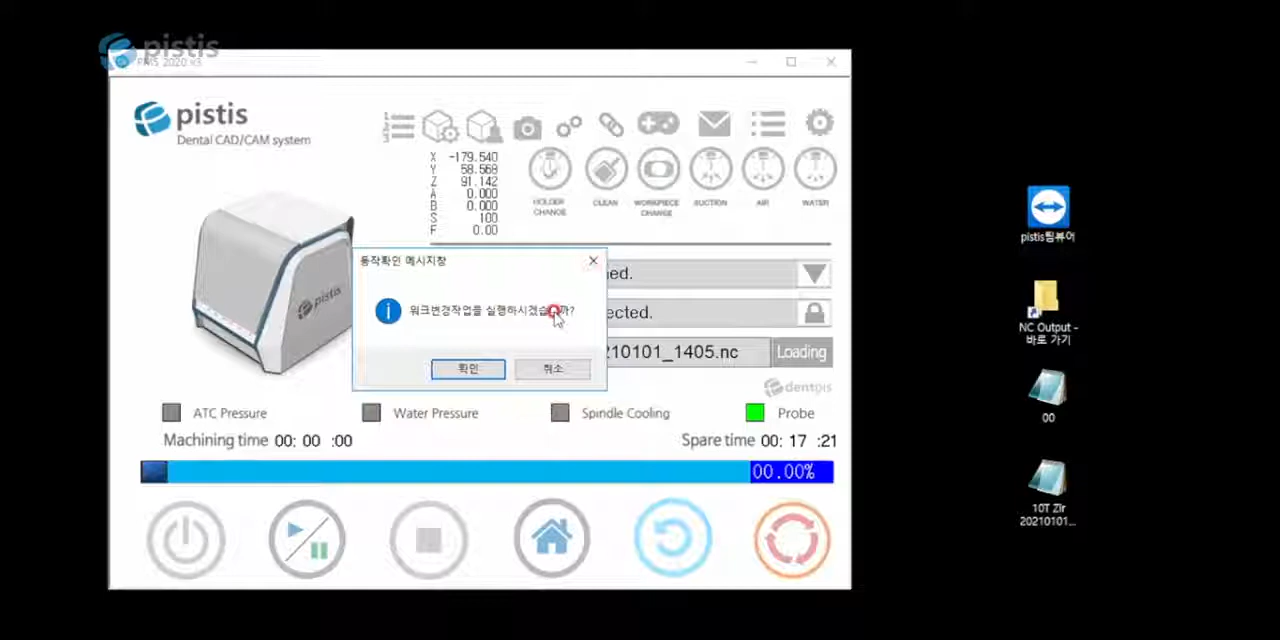 pistis
PMS 2020 v3
pistis
Dental CAD/CAM system
X -179.540
Y 58.568
Z 91.142
A 0.000
B 0.000
S 100
F 0.00
HOLDER CHANGE
CLEAN
WORKPIECE CHANGE
SUCTION
AIR
WATER
pistis
동작확인 메시지창
워크변경작업을 실행하시겠습니까?
확인
취소
ned.
ected.
210101_1405.nc
Loading
dentpis
ATC Pressure
Water Pressure
Spindle Cooling
Probe
Machining time 00: 00 :00
Spare time 00: 17 :21
00.00%
pistis팀뷰어
NC Output -
바로 가기
00
10T Zir
20210101...